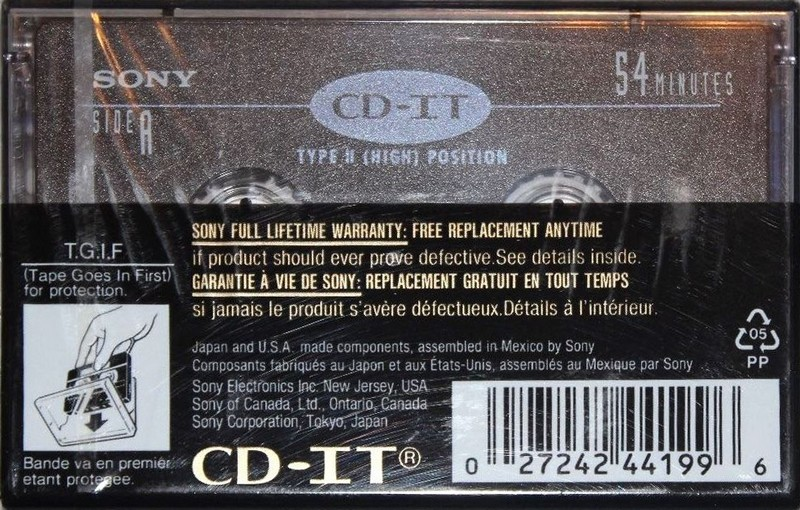 SONY
54 MINUTES
CD-IT
SIDE A
TYPE II (HIGH) POSITION
T.G.I.F
(Tape Goes In First)
for protection.
Bande va en premier
etant protegee.
SONY FULL LIFETIME WARRANTY: FREE REPLACEMENT ANYTIME
if product should ever prove defective.See details inside.
GARANTIE À VIE DE SONY: REPLACEMENT GRATUIT EN TOUT TEMPS
si jamais le produit s'avère défectueux.Détails à l'intérieur.
Japan and U.S.A. made components, assembled in Mexico by Sony
Composants fabriqués au Japon et aux États-Unis, assemblés au Mexique par Sony
Sony Electronics Inc. New Jersey, USA
Sony of Canada, Ltd., Ontario, Canada
Sony Corporation, Tokyo, Japan
CD-IT®
05
PP
0 27242 44199 6